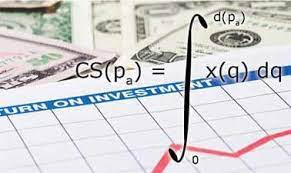 d(pₐ)
CS(pₐ) = ∫ x(q) dq
0
TURN ON INVESTMENT